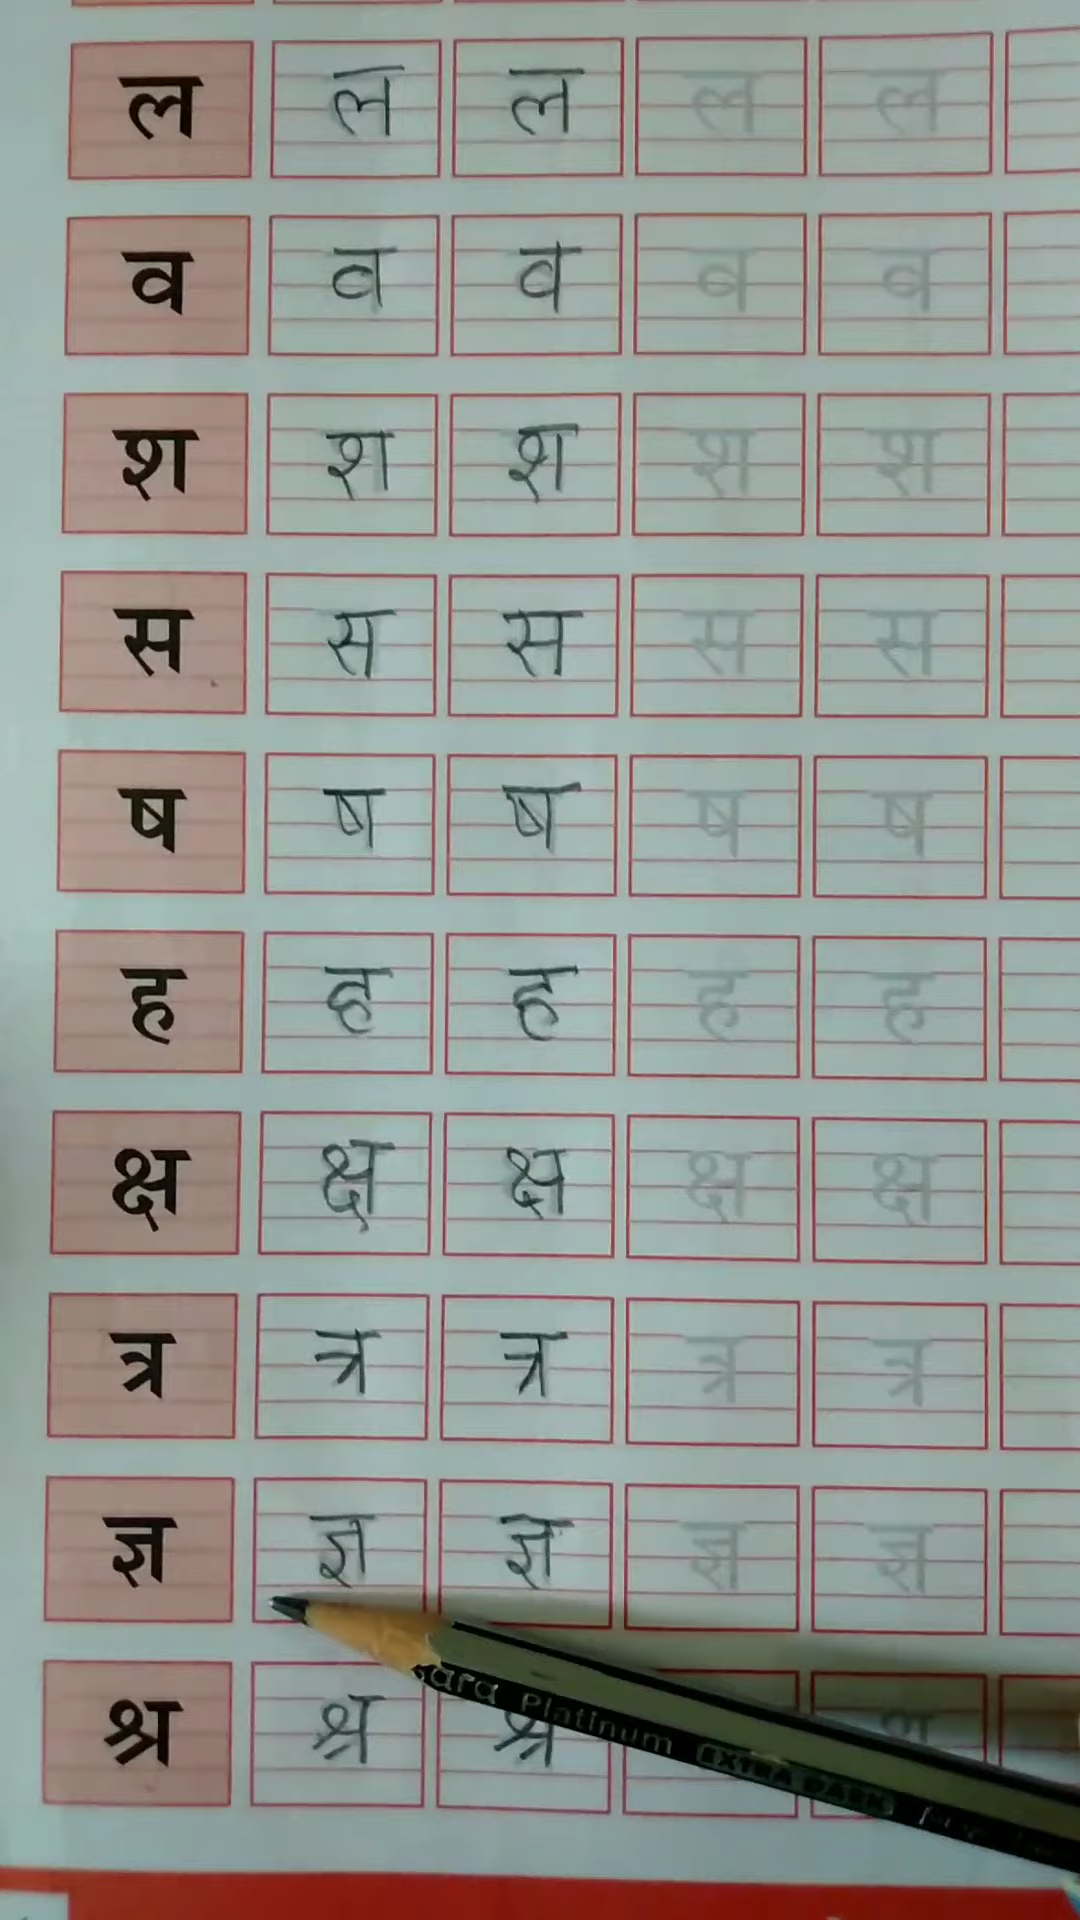 ल ल ल ल ल
व व व व व
श श श श श
स स स स स
ष ष ष ष ष
ह ह ह ह ह
क्ष क्ष क्ष क्ष क्ष
त्र त्र त्र त्र त्र
ज्ञ ज्ञ ज्ञ ज्ञ ज्ञ
श्र श्र श्र
Platinum EXTRA DARK